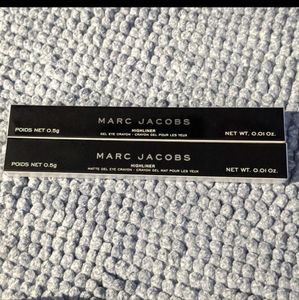 MARC JACOBS
HIGHLINER
POIDS NET 0.5g GEL EYE CRAYON - CRAYON GEL POUR LES YEUX NET WT. 0.01 Oz.
MARC JACOBS
HIGHLINER
POIDS NET 0.5g MATTE GEL EYE CRAYON - CRAYON GEL MAT POUR LES YEUX NET WT. 0.01 Oz.